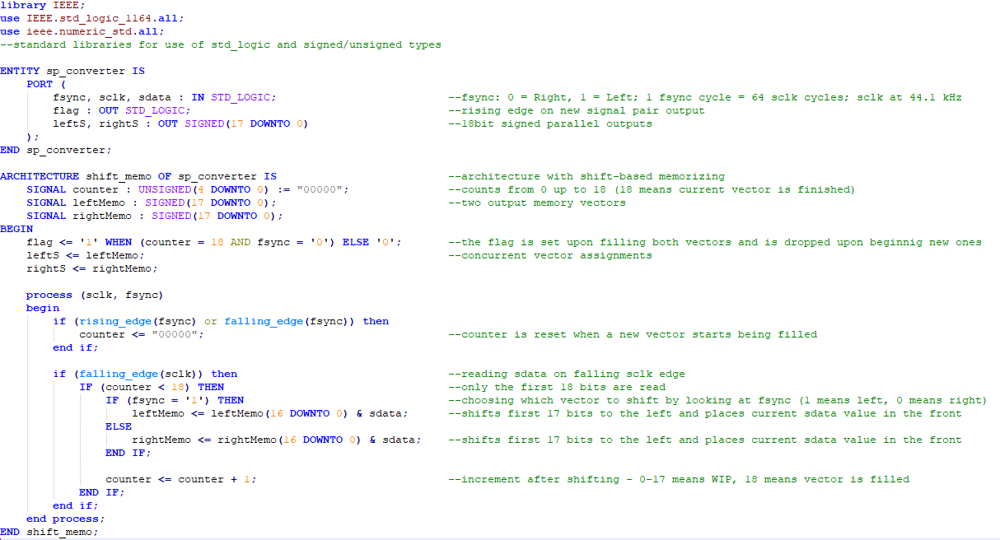 library IEEE;
use IEEE.std_logic_1164.all;
use ieee.numeric_std.all;
--standard libraries for use of std_logic and signed/unsigned types
ENTITY sp_converter IS
PORT (
fsync, sclk, sdata : IN STD_LOGIC; --fsync: 0 = Right, 1 = Left; 1 fsync cycle = 64 sclk cycles; sclk at 44.1 kHz
flag : OUT STD_LOGIC; --rising edge on new signal pair output
leftS, rightS : OUT SIGNED(17 DOWNTO 0) --18bit signed parallel outputs
);
END sp_converter;
ARCHITECTURE shift_memo OF sp_converter IS --architecture with shift-based memorizing
SIGNAL counter : UNSIGNED(4 DOWNTO 0) := "00000"; --counts from 0 up to 18 (18 means current vector is finished)
SIGNAL leftMemo : SIGNED(17 DOWNTO 0); --two output memory vectors
SIGNAL rightMemo : SIGNED(17 DOWNTO 0);
BEGIN
flag <= '1' WHEN (counter = 18 AND fsync = '0') ELSE '0'; --the flag is set upon filling both vectors and is dropped upon beginnig new ones
leftS <= leftMemo; --concurrent vector assignments
rightS <= rightMemo;
process (sclk, fsync)
begin
if (rising_edge(fsync) or falling_edge(fsync)) then
counter <= "00000"; --counter is reset when a new vector starts being filled
end if;
if (falling_edge(sclk)) then --reading sdata on falling sclk edge
IF (counter < 18) THEN --only the first 18 bits are read
IF (fsync = '1') THEN --choosing which vector to shift by looking at fsync (1 means left, 0 means right)
leftMemo <= leftMemo(16 DOWNTO 0) & sdata; --shifts first 17 bits to the left and places current sdata value in the front
ELSE
rightMemo <= rightMemo(16 DOWNTO 0) & sdata; --shifts first 17 bits to the left and places current sdata value in the front
END IF;
counter <= counter + 1; --increment after shifting - 0-17 means WIP, 18 means vector is filled
END IF;
end if;
end process;
END shift_memo;